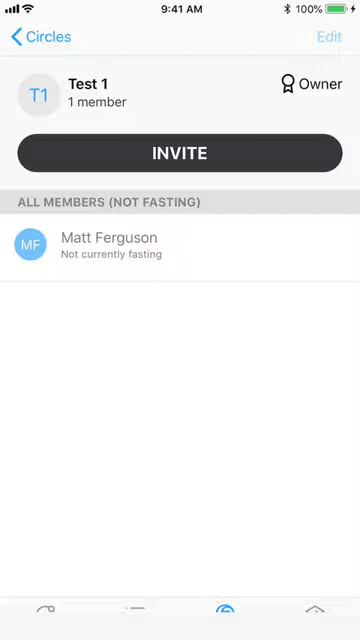 9:41 AM
100%
Circles
Edit
T1
Test 1
1 member
Owner
INVITE
ALL MEMBERS (NOT FASTING)
MF
Matt Ferguson
Not currently fasting